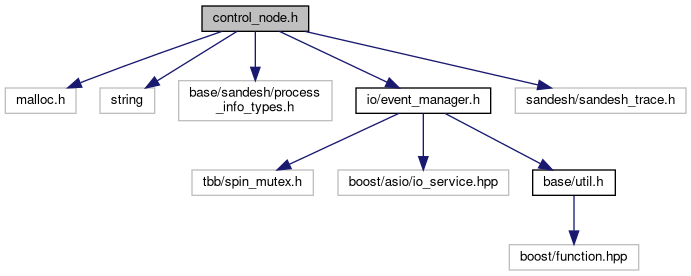 control_node.h
malloc.h
string
base/sandesh/process
_info_types.h
io/event_manager.h
sandesh/sandesh_trace.h
tbb/spin_mutex.h
boost/asio/io_service.hpp
base/util.h
boost/function.hpp